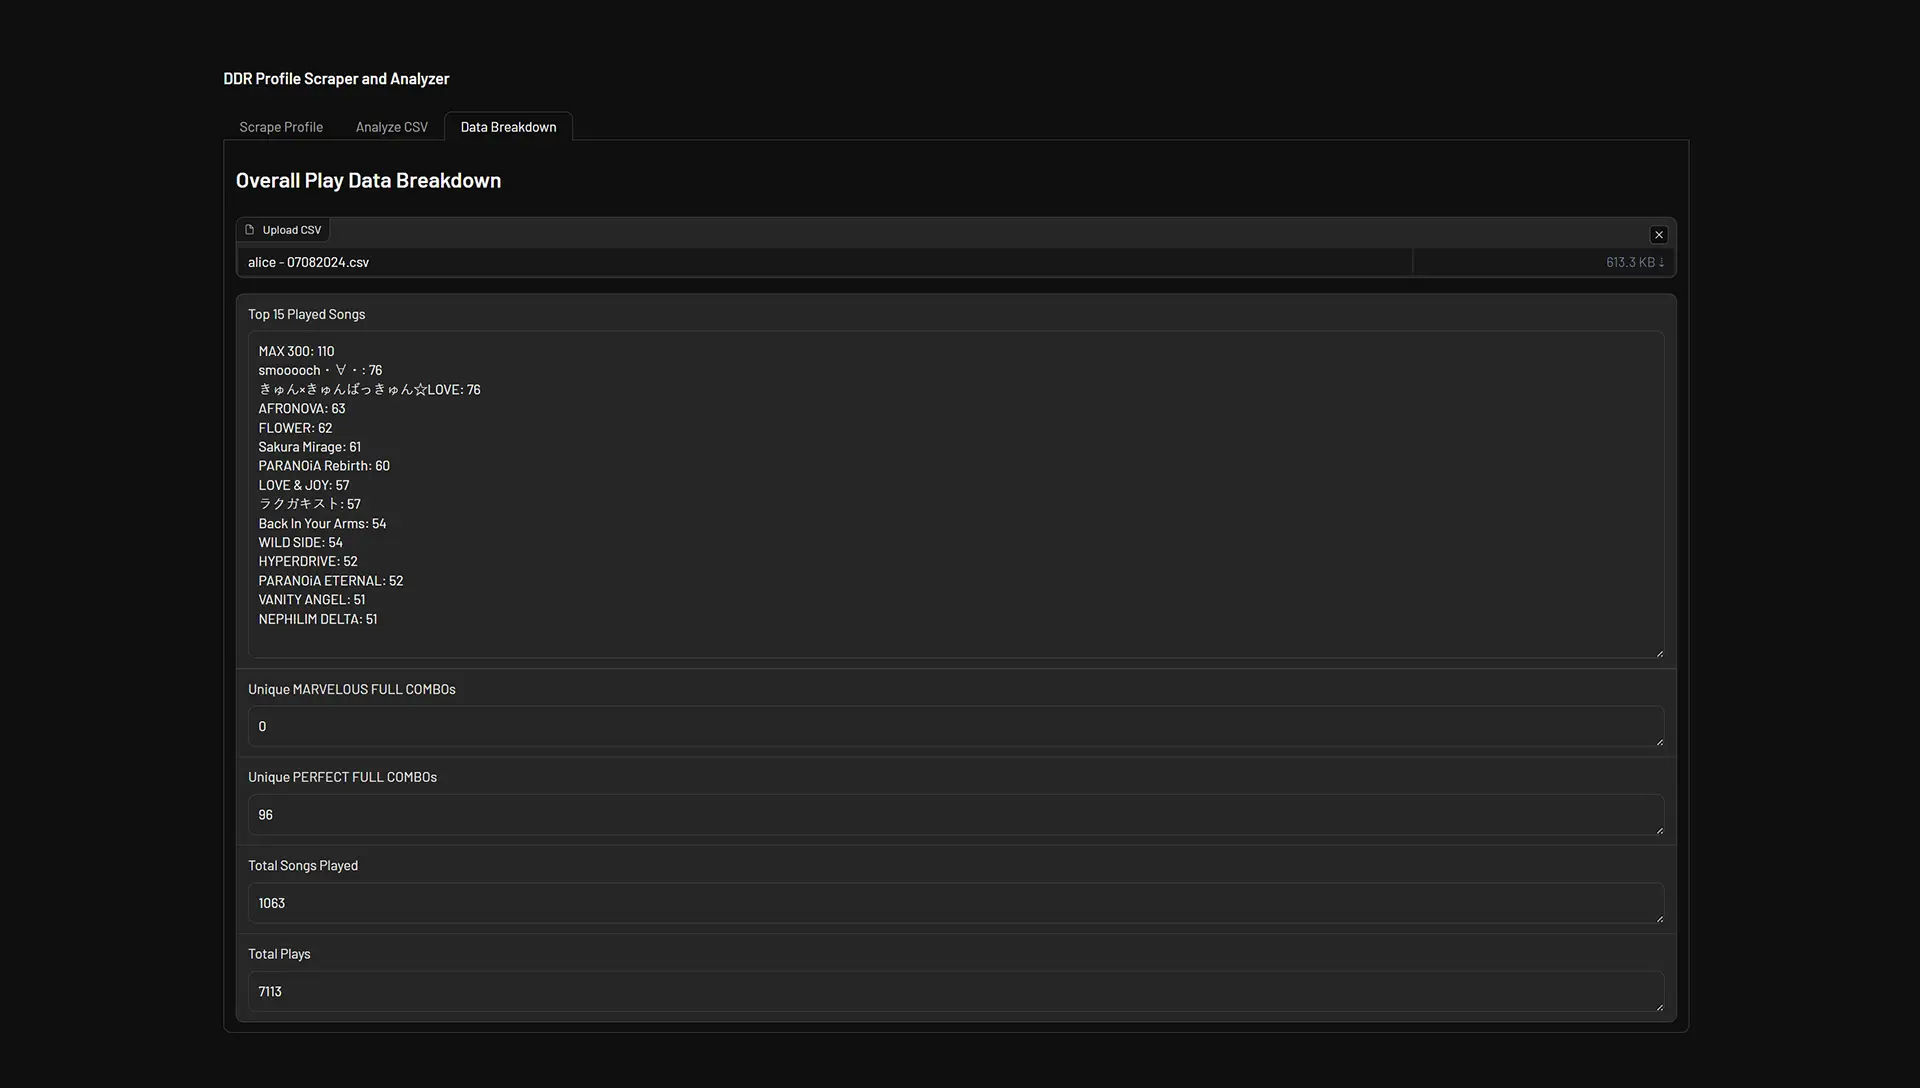 DDR Profile Scraper and Analyzer
Scrape Profile Analyze CSV Data Breakdown
Overall Play Data Breakdown
Upload CSV
alice - 07082024.csv 613.3 KB ↓
Top 15 Played Songs
MAX 300: 110
smooooch・∀・: 76
きゅん×きゅんばっきゅん☆LOVE: 76
AFRONOVA: 63
FLOWER: 62
Sakura Mirage: 61
PARANOiA Rebirth: 60
LOVE & JOY: 57
ラクガキスト: 57
Back In Your Arms: 54
WILD SIDE: 54
HYPERDRIVE: 52
PARANOiA ETERNAL: 52
VANITY ANGEL: 51
NEPHILIM DELTA: 51
Unique MARVELOUS FULL COMBOs
0
Unique PERFECT FULL COMBOs
96
Total Songs Played
1063
Total Plays
7113